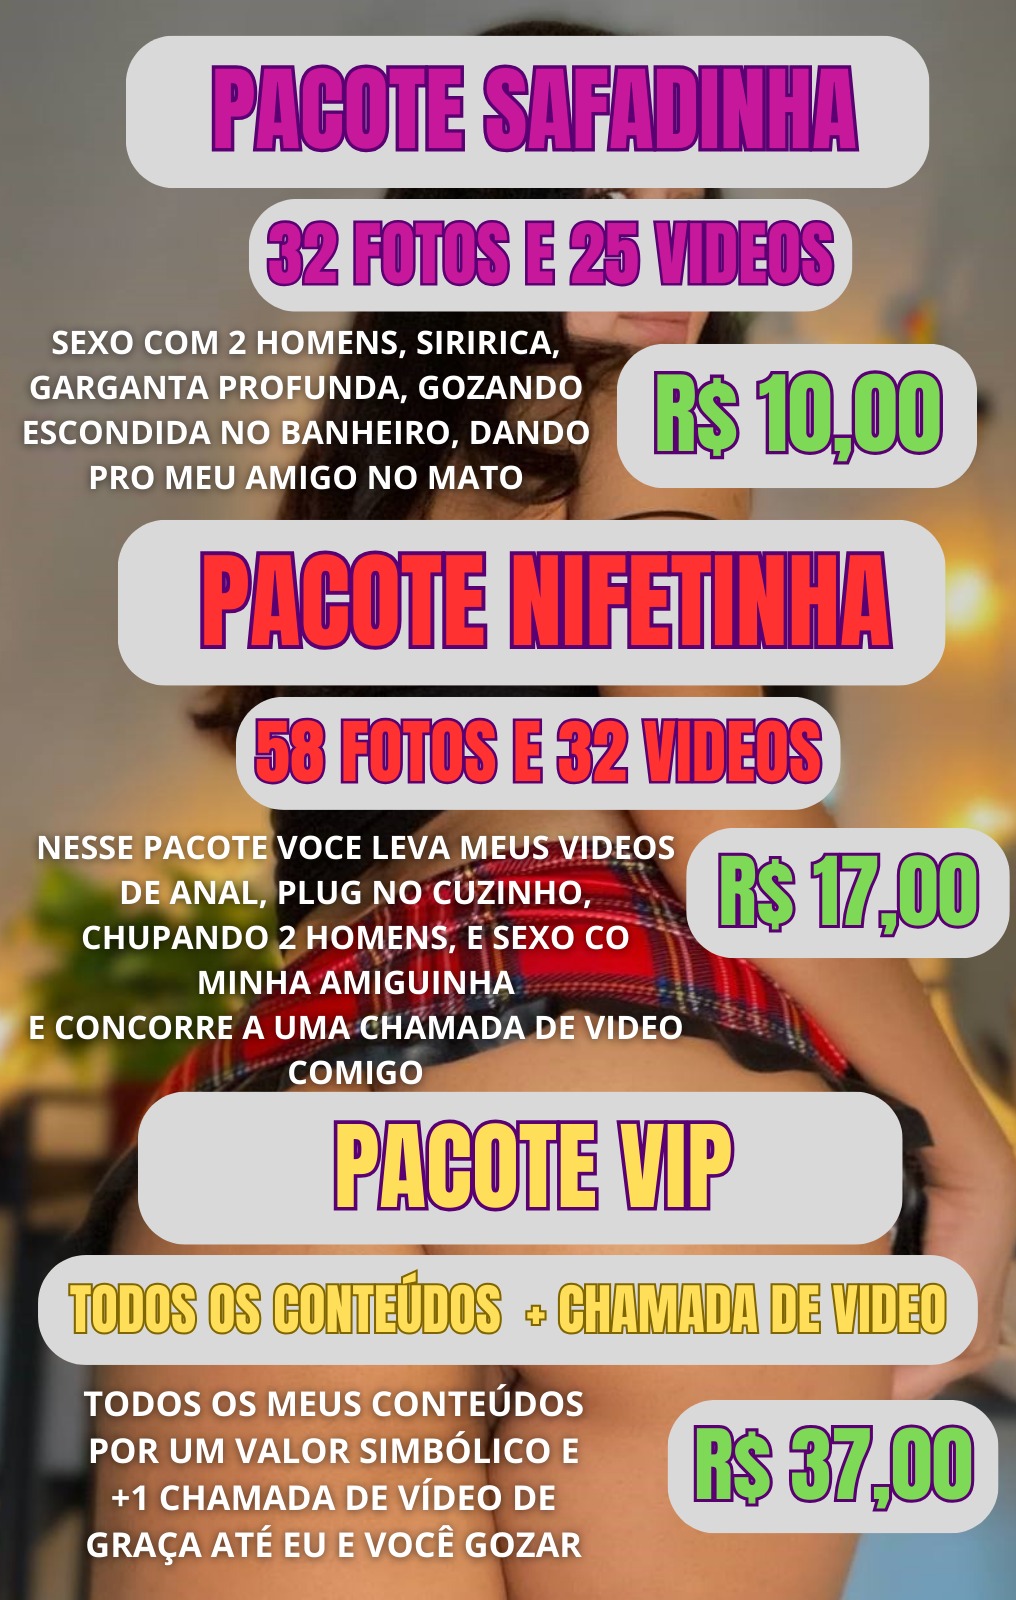 PACOTE SAFADINHA
32 FOTOS E 25 VIDEOS
SEXO COM 2 HOMENS, SIRIRICA,
GARGANTA PROFUNDA, GOZANDO
ESCONDIDA NO BANHEIRO, DANDO
PRO MEU AMIGO NO MATO
R$ 10,00
PACOTE NIFETINHA
58 FOTOS E 32 VIDEOS
NESSE PACOTE VOCE LEVA MEUS VIDEOS
DE ANAL, PLUG NO CUZINHO,
CHUPANDO 2 HOMENS, E SEXO CO
MINHA AMIGUINHA
E CONCORRE A UMA CHAMADA DE VIDEO
COMIGO
R$ 17,00
PACOTE VIP
TODOS OS CONTEÚDOS + CHAMADA DE VIDEO
TODOS OS MEUS CONTEÚDOS
POR UM VALOR SIMBÓLICO E
+1 CHAMADA DE VÍDEO DE
GRAÇA ATÉ EU E VOCÊ GOZAR
R$ 37,00